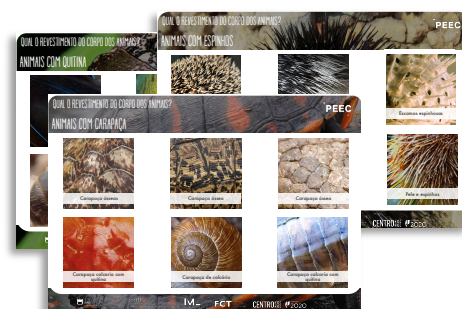 QUAL O REVESTIMENTO DO CORPO DOS ANIMAIS?
ANIMAIS COM ESPINHOS
PEEC
Escamas espinhosas
Pele e espinhos
CENTRO 2020
QUAL O REVESTIMENTO DO CORPO DOS ANIMAIS?
ANIMAIS COM QUITINA
QUAL O REVESTIMENTO DO CORPO DOS ANIMAIS?
ANIMAIS COM CARAPAÇA
PEEC
Carapaça óssea
Carapaça óssea
Carapaça calcária com
quitina
Carapaça de calcário
Carapaça calcária com
quitina
FCT
CENTRO 2020